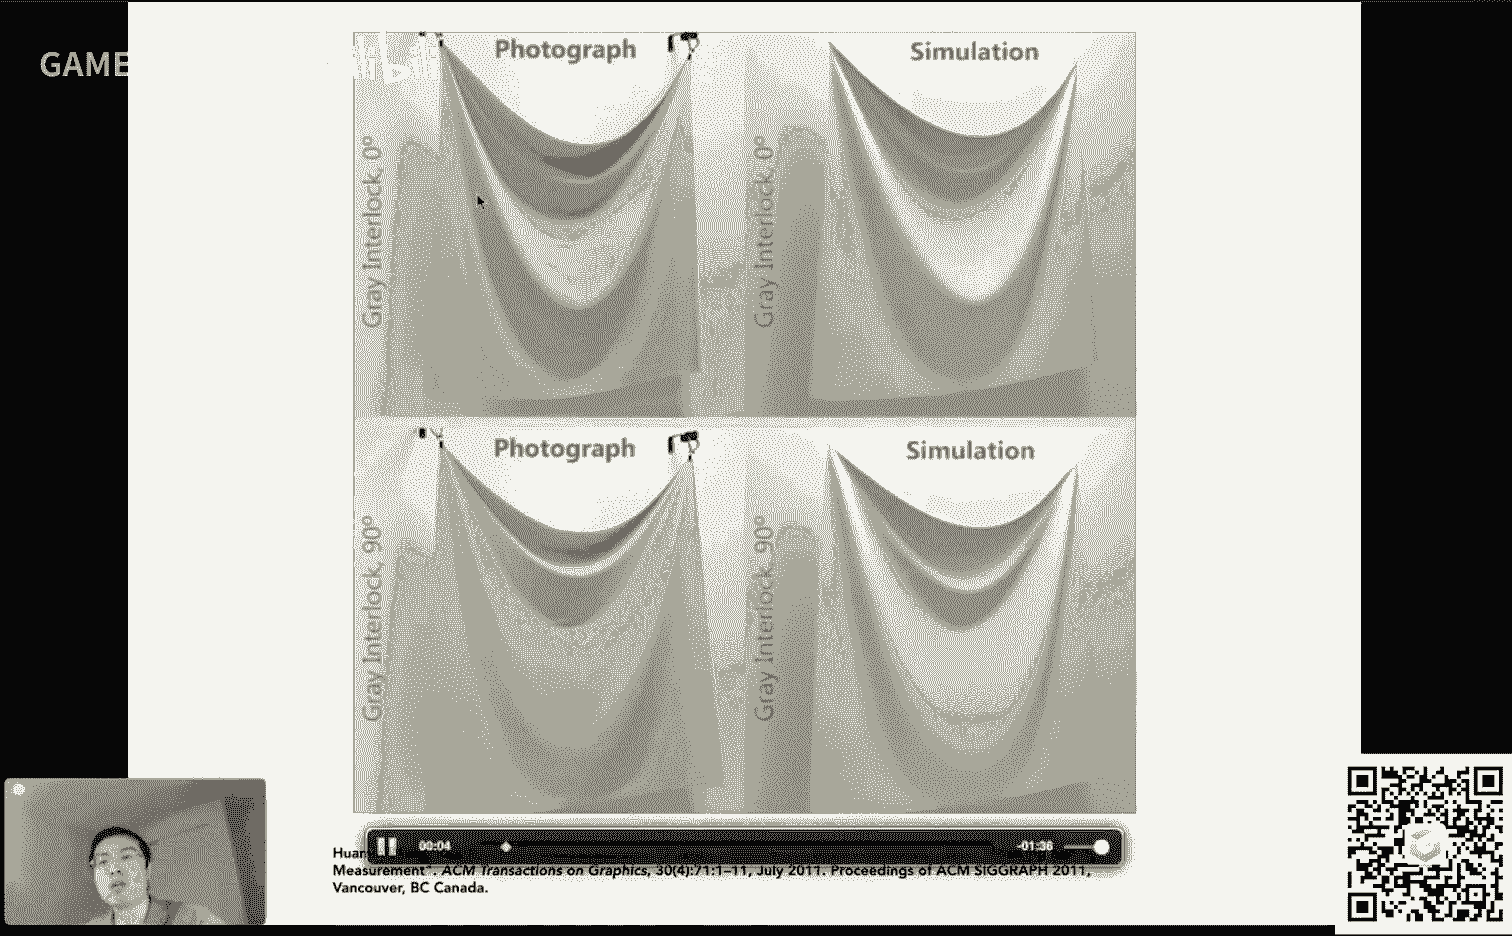 GAME
Photograph
Simulation
Gray Interlock, 0°
Gray Interlock, 0°
Photograph
Simulation
Gray Interlock, 90°
Gray Interlock, 90°
00:04
-01:36
Huam
Measurement". ACM Transactions on Graphics, 30(4):71:1–11, July 2011. Proceedings of ACM SIGGRAPH 2011,
Vancouver, BC Canada.